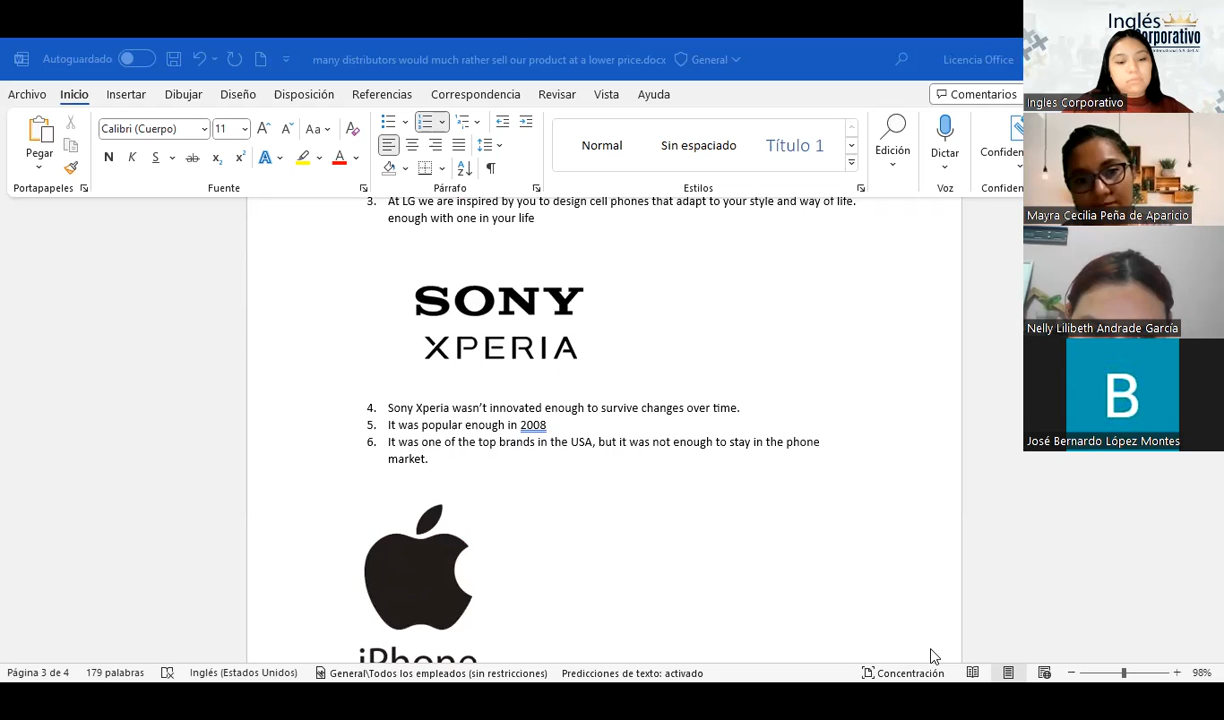 Inglés
Corporativo
Autoguardado
many distributors would much rather sell our product at a lower price.docx
General
Licencia Office
Archivo
Inicio
Insertar
Dibujar
Diseño
Disposición
Referencias
Correspondencia
Revisar
Vista
Ayuda
Comentarios
Ingles Corporativo
Pegar
Calibri (Cuerpo)
11
Normal
Sin espaciado
Título 1
Edición
Dictar
Confiden
Portapapeles
Fuente
Párrafo
Estilos
Voz
Confiden
3. At LG we are inspired by you to design cell phones that adapt to your style and way of life.
enough with one in your life
Mayra Cecilia Peña de Aparicio
SONY
XPERIA
Nelly Lilibeth Andrade García
4. Sony Xperia wasn't innovated enough to survive changes over time.
5. It was popular enough in 2008
6. It was one of the top brands in the USA, but it was not enough to stay in the phone
market.
B
José Bernardo López Montes
iPhone
Página 3 de 4
179 palabras
Inglés (Estados Unidos)
General\Todos los empleados (sin restricciones)
Predicciones de texto: activado
Concentración
98%